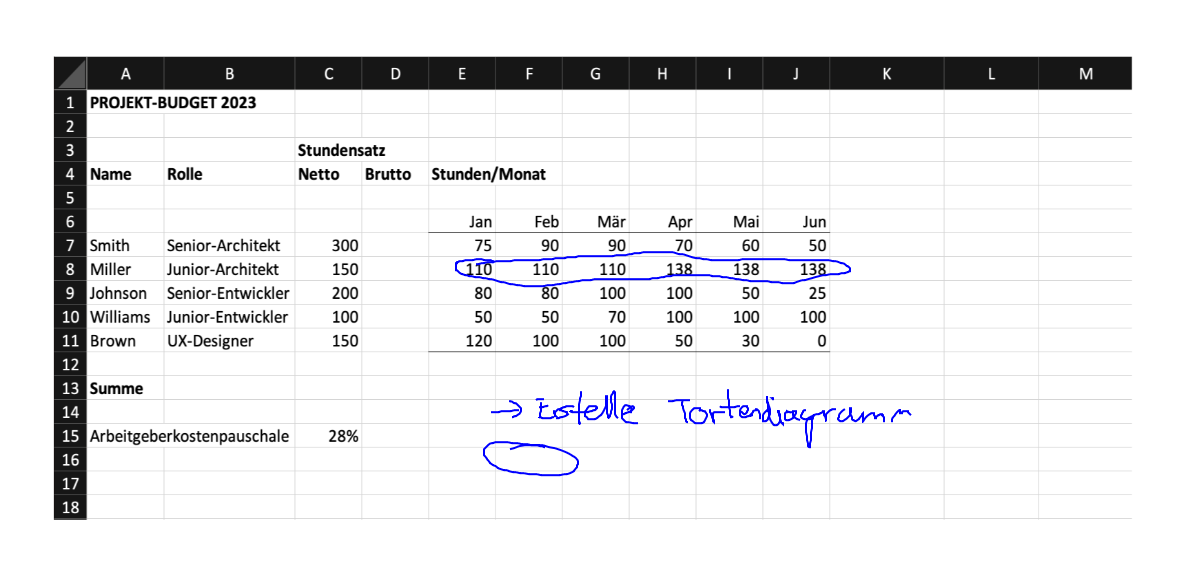 A B C D E F G H I J K L M
1 PROJEKT-BUDGET 2023
2
3 Stundensatz
4 Name Rolle Netto Brutto Stunden/Monat
5
6 Jan Feb Mär Apr Mai Jun
7 Smith Senior-Architekt 300 75 90 90 70 60 50
8 Miller Junior-Architekt 150 110 110 110 138 138 138
9 Johnson Senior-Entwickler 200 80 80 100 100 50 25
10 Williams Junior-Entwickler 100 50 50 70 100 100 100
11 Brown UX-Designer 150 120 100 100 50 30 0
12
13 Summe
14 → Erstelle Tortendiagramm
15 Arbeitgeberkostenpauschale 28%
16
17
18